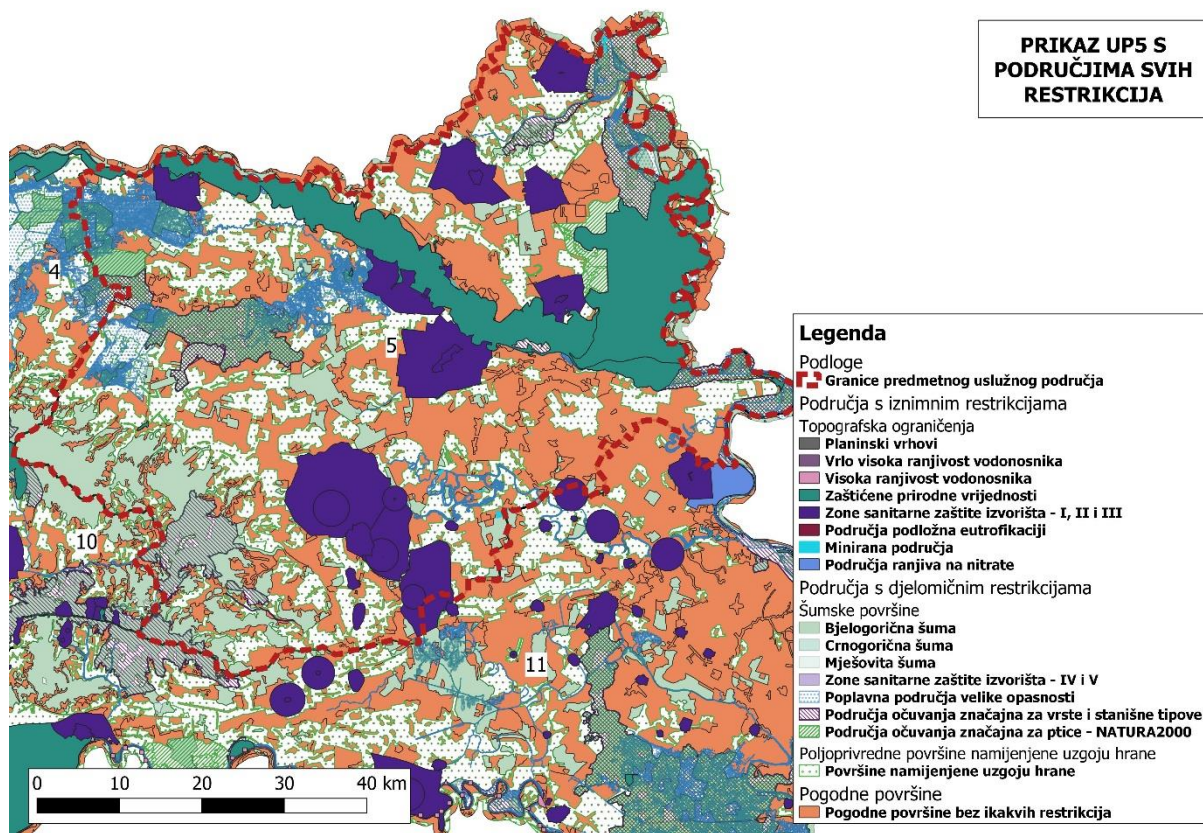 PRIKAZ UP5 S
PODRUČJIMA SVIH
RESTRIKCIJA
4
5
10
11
Legenda
Podloge
Granice predmetnog uslužnog područja
Područja s iznimnim restrikcijama
Topografska ograničenja
Planinski vrhovi
Vrlo visoka ranjivost vodonosnika
Visoka ranjivost vodonosnika
Zaštićene prirodne vrijednosti
Zone sanitarne zaštite izvorišta - I, II i III
Područja podložna eutrofikaciji
Minirana područja
Područja ranjiva na nitrate
Područja s djelomičnim restrikcijama
Šumske površine
Bjelogorična šuma
Crnogorična šuma
Mješovita šuma
Zone sanitarne zaštite izvorišta - IV i V
Poplavna područja velike opasnosti
Područja očuvanja značajna za vrste i stanišne tipove
Područja očuvanja značajna za ptice - NATURA2000
Poljoprivredne površine namijenjene uzgoju hrane
Površine namijenjene uzgoju hrane
Pogodne površine
Pogodne površine bez ikakvih restrikcija
0 10 20 30 40 km